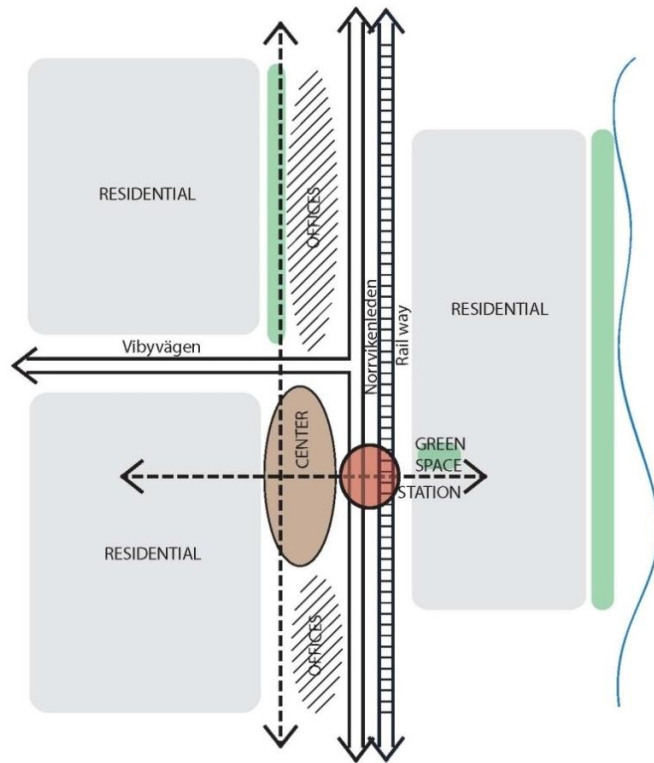 RESIDENTIAL
OFFICES
RESIDENTIAL
Norrvikenleden
Rail way
Vibyvägen
CENTER
GREEN
SPACE
STATION
RESIDENTIAL
OFFICES